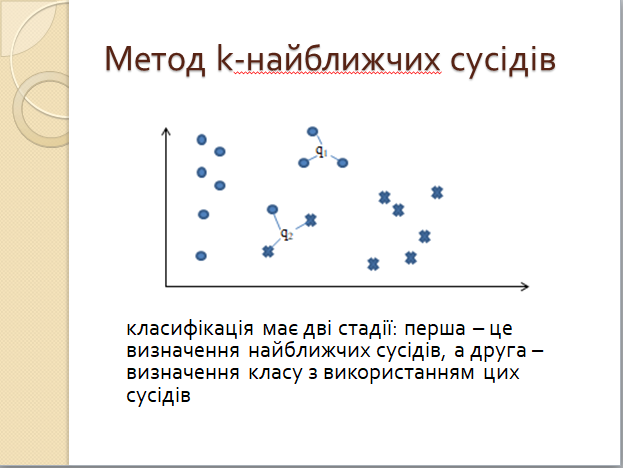 Метод k-найближчих сусідів
q1
q2
класифікація має дві стадії: перша – це
визначення найближчих сусідів, а друга –
визначення класу з використанням цих
сусідів